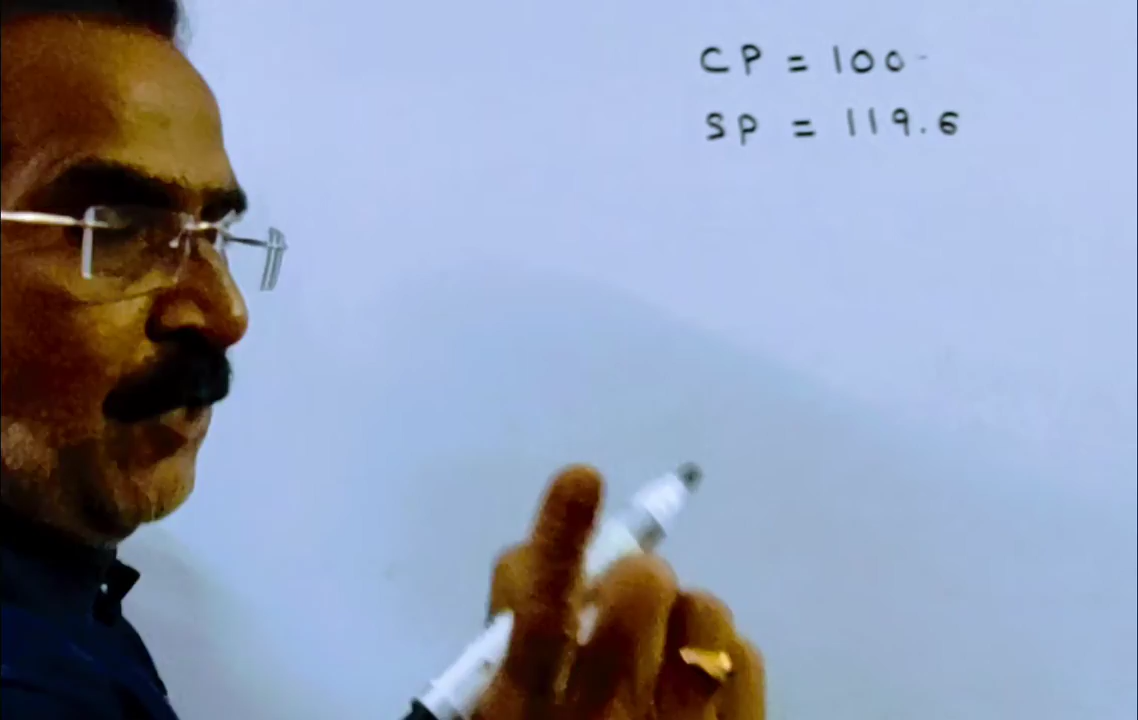 CP = 100
SP = 119.6